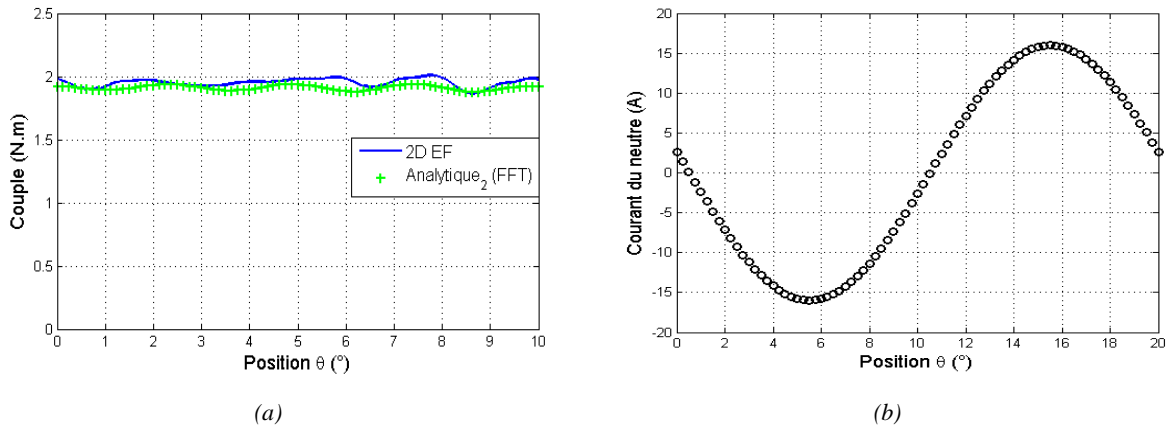 2.5
2
1.5
1
0.5
0
Couple (N.m)
2D EF
Analytique₂ (FFT)
0 1 2 3 4 5 6 7 8 9 10
Position θ (°)
(a)
20
15
10
5
0
-5
-10
-15
-20
Courant du neutre (A)
0 2 4 6 8 10 12 14 16 18 20
Position θ (°)
(b)